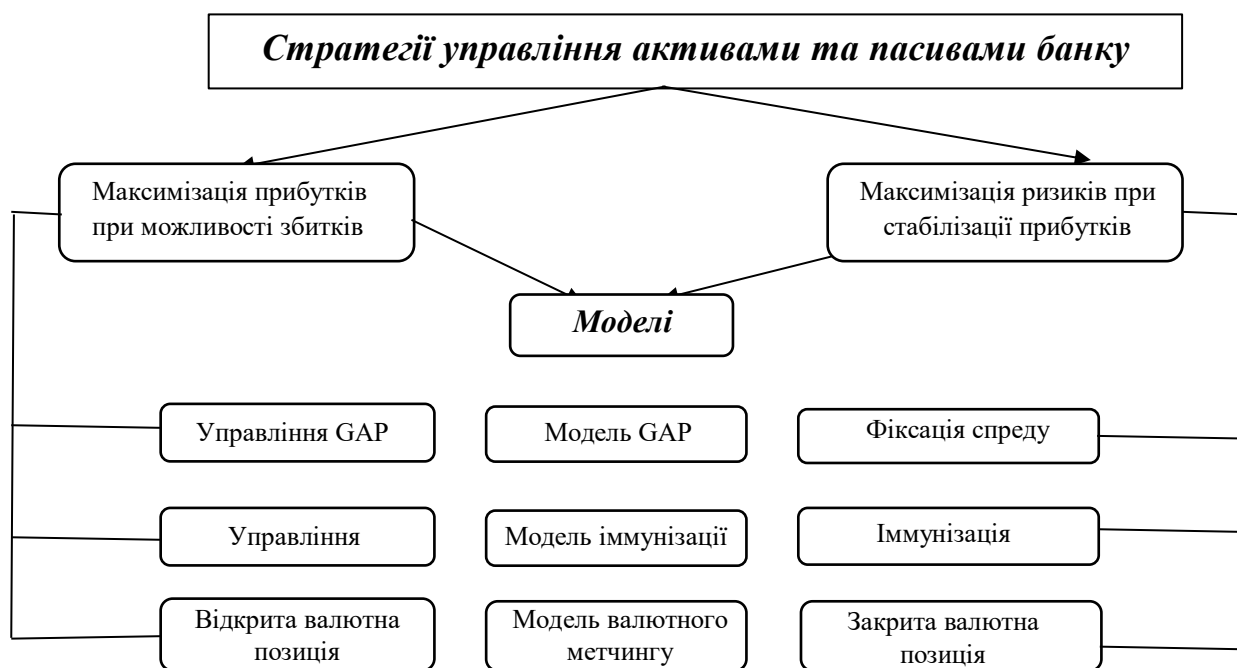 Стратегії управління активами та пасивами банку
Максимізація прибутків
при можливості збитків
Максимізація ризиків при
стабілізації прибутків
Моделі
Управління GAP
Модель GAP
Фіксація спреду
Управління
Модель іммунізації
Іммунізація
Відкрита валютна
позиція
Модель валютного
метчингу
Закрита валютна
позиція